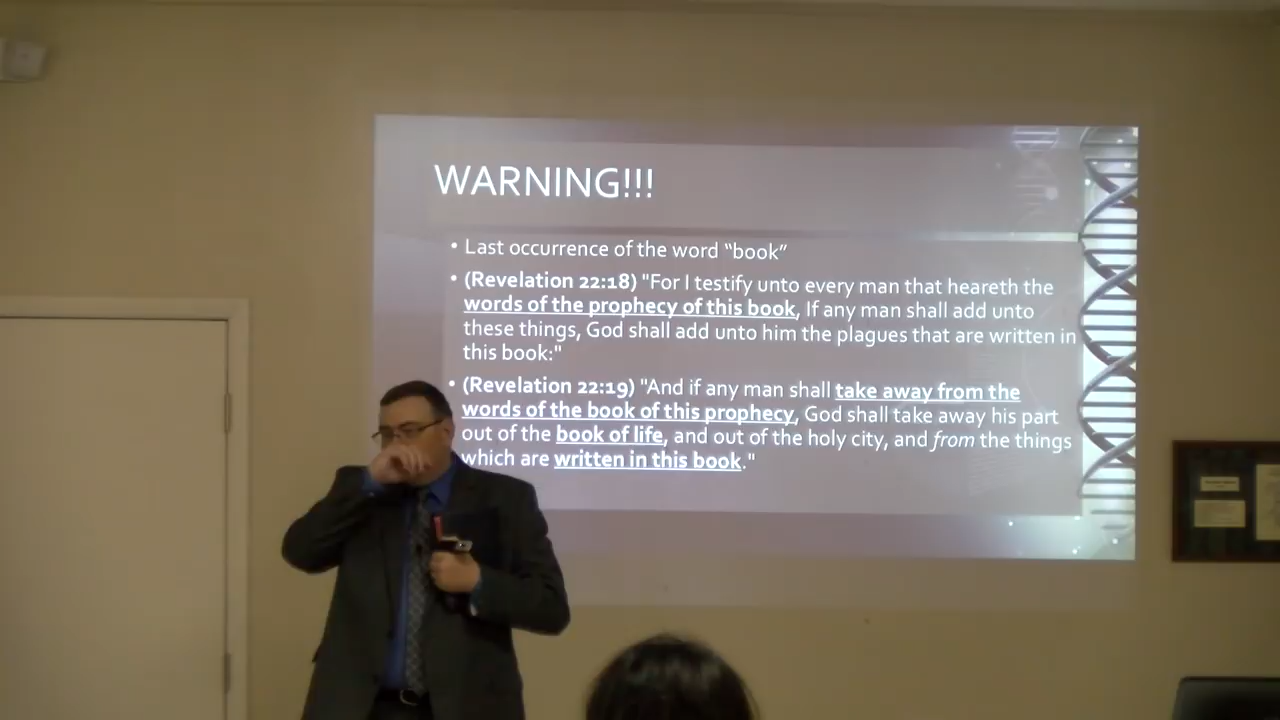 WARNING!!!
• Last occurrence of the word “book”
• (Revelation 22:18) "For I testify unto every man that heareth the
words of the prophecy of this book, If any man shall add unto
these things, God shall add unto him the plagues that are written in
this book:"
• (Revelation 22:19) "And if any man shall take away from the
words of the book of this prophecy, God shall take away his part
out of the book of life, and out of the holy city, and from the things
which are written in this book."